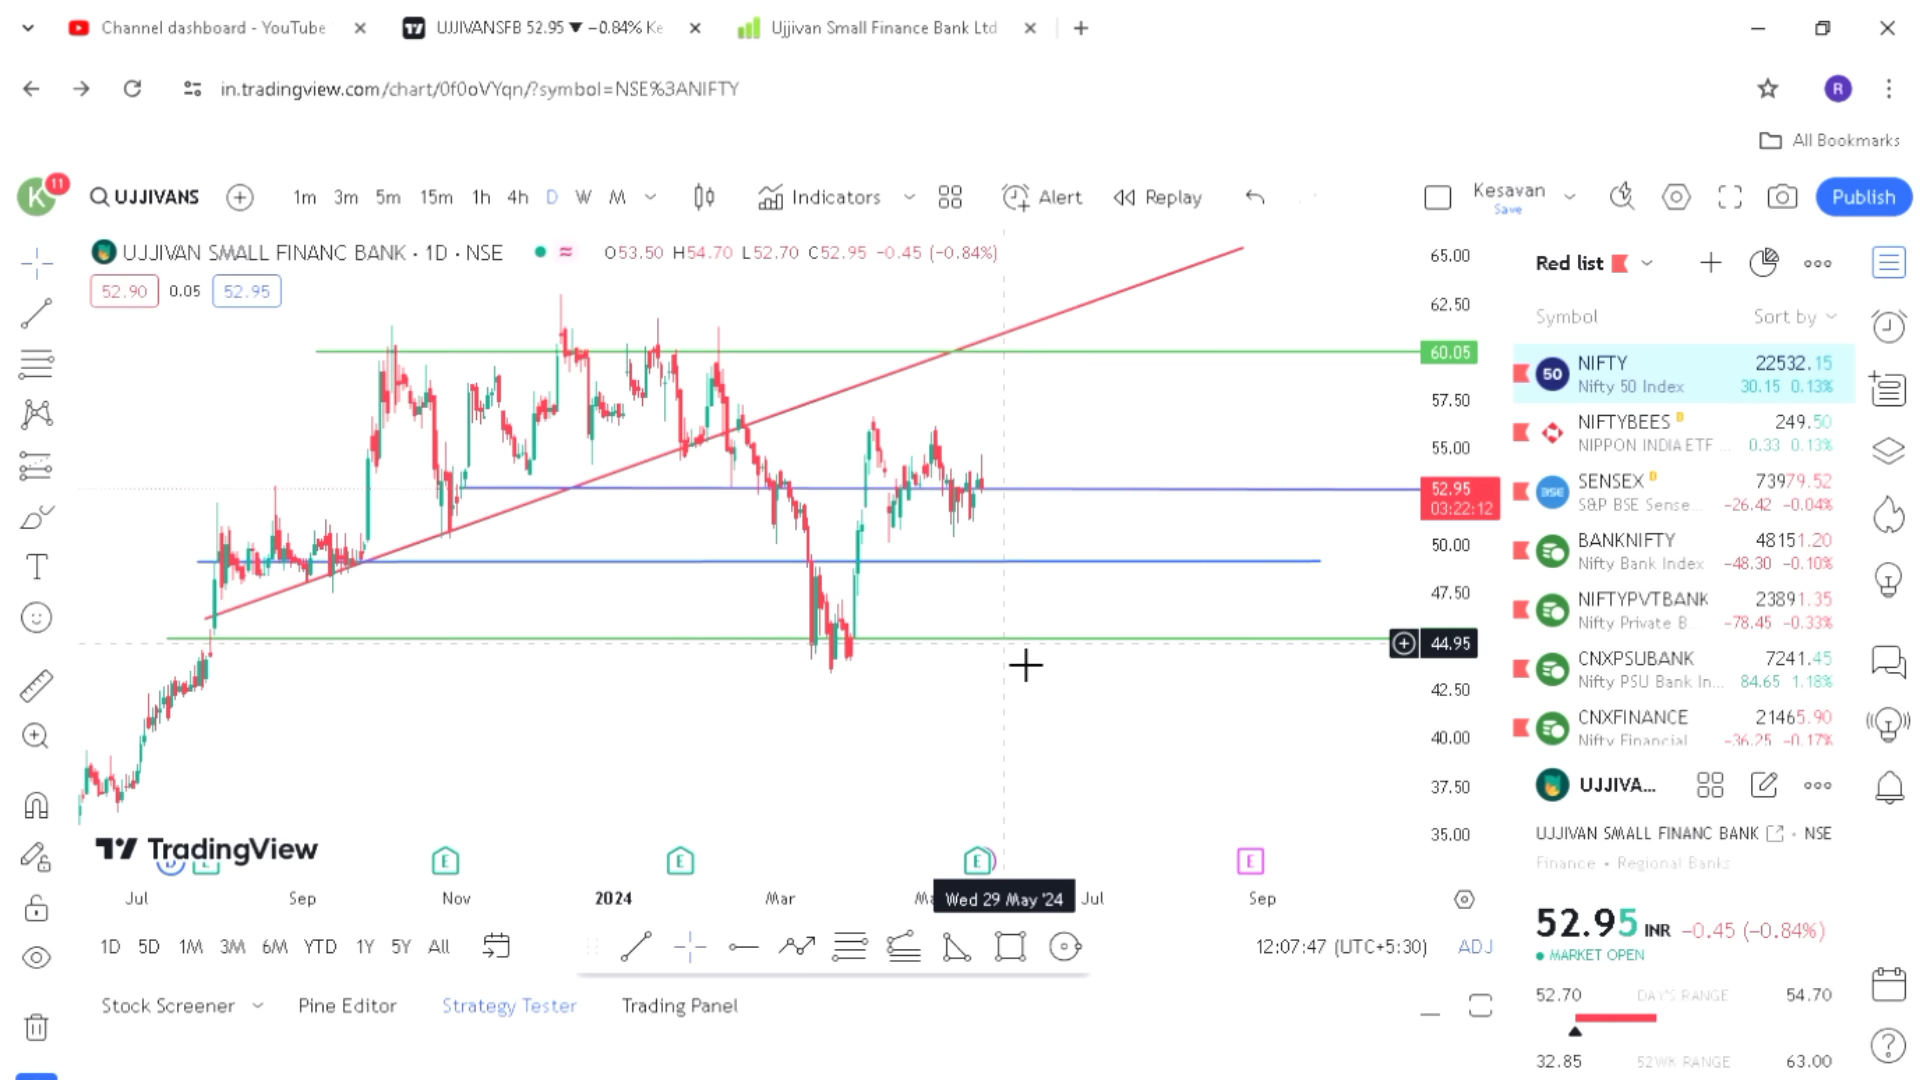 Channel dashboard - YouTube
UJJIVANSFB 52.95 ▼ −0.84% Ke
Ujjivan Small Finance Bank Ltd
in.tradingview.com/chart/0f0oVYqn/?symbol=NSE%3ANIFTY
R
All Bookmarks
K 11
UJJIVANS
1m 3m 5m 15m 1h 4h D W M
Indicators
Alert
Replay
Kesavan
Save
Publish
UJJIVAN SMALL FINANC BANK · 1D · NSE
O53.50 H54.70 L52.70 C52.95 −0.45 (−0.84%)
52.90 0.05 52.95
65.00
62.50
60.05
57.50
55.00
52.95
03:22:12
50.00
47.50
44.95
42.50
40.00
37.50
35.00
TradingView
D E E E E E
Jul Sep Nov 2024 Mar Ma Wed 29 May '24 Jul Sep
1D 5D 1M 3M 6M YTD 1Y 5Y All
12:07:47 (UTC+5:30) ADJ
Stock Screener Pine Editor Strategy Tester Trading Panel
Red list
Symbol Sort by
50 NIFTY 22532.15
Nifty 50 Index 30.15 0.13%
NIFTYBEES D 249.50
NIPPON INDIA ETF ... 0.33 0.13%
BSE SENSEX D 73979.52
S&P BSE Sense... −26.42 −0.04%
BANKNIFTY 48151.20
Nifty Bank Index −48.30 −0.10%
NIFTYPVTBANK 23891.35
Nifty Private B −78.45 −0.33%
CNXPSUBANK 7241.45
Nifty PSU Bank In... 84.65 1.18%
CNXFINANCE 21465.90
Nifty Financial −36.25 −0.17%
UJJIVA...
UJJIVAN SMALL FINANC BANK · NSE
Finance • Regional Banks
52.95 INR −0.45 (−0.84%)
MARKET OPEN
52.70 DAY'S RANGE 54.70
32.85 52WK RANGE 63.00